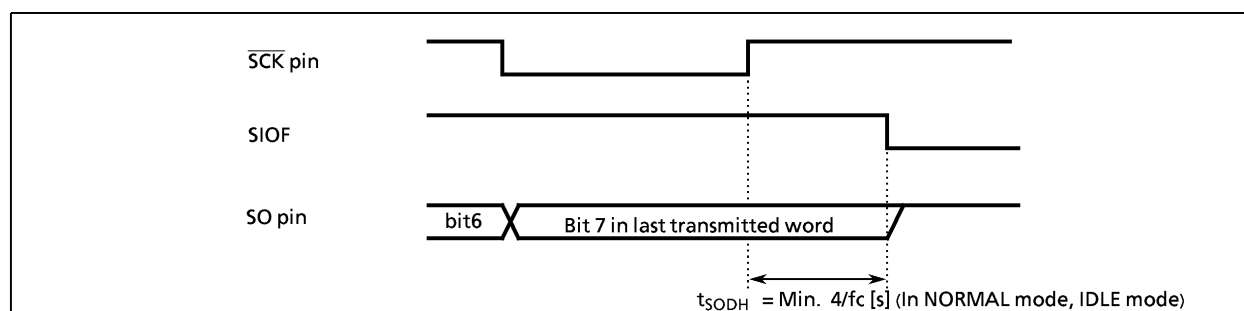 SCK pin
SIOF
SO pin
bit6
Bit 7 in last transmitted word
tSODH = Min. 4/fc [s] (In NORMAL mode, IDLE mode)